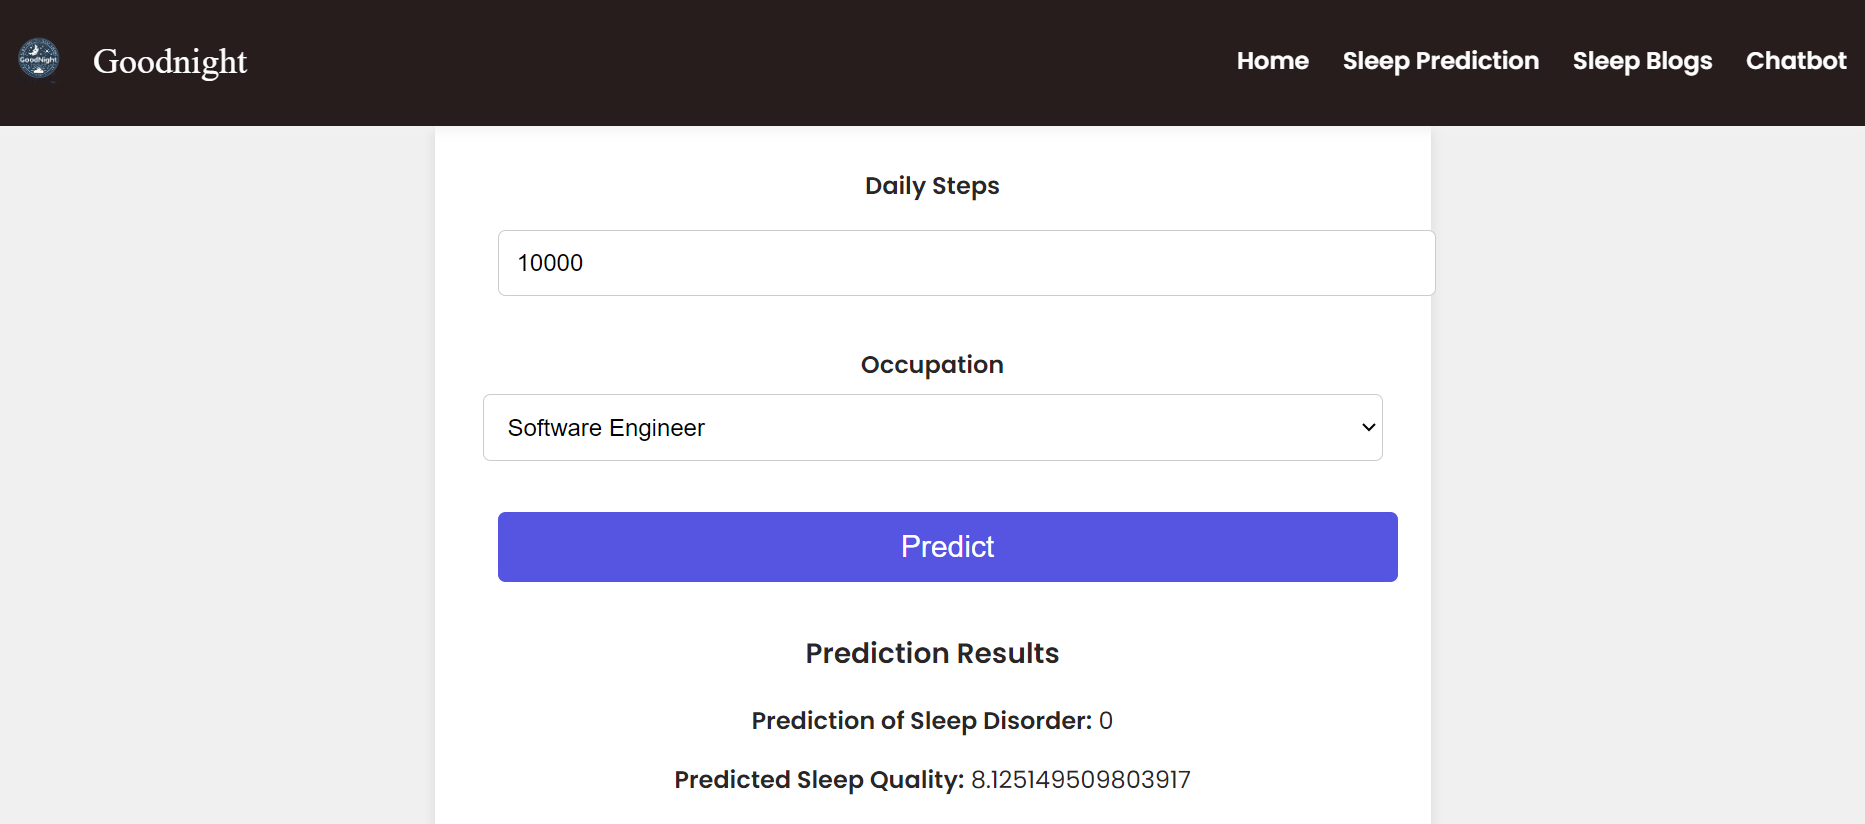 GoodNight
Goodnight
Home Sleep Prediction Sleep Blogs Chatbot
Daily Steps
10000
Occupation
Software Engineer
Predict
Prediction Results
Prediction of Sleep Disorder: 0
Predicted Sleep Quality: 8.125149509803917